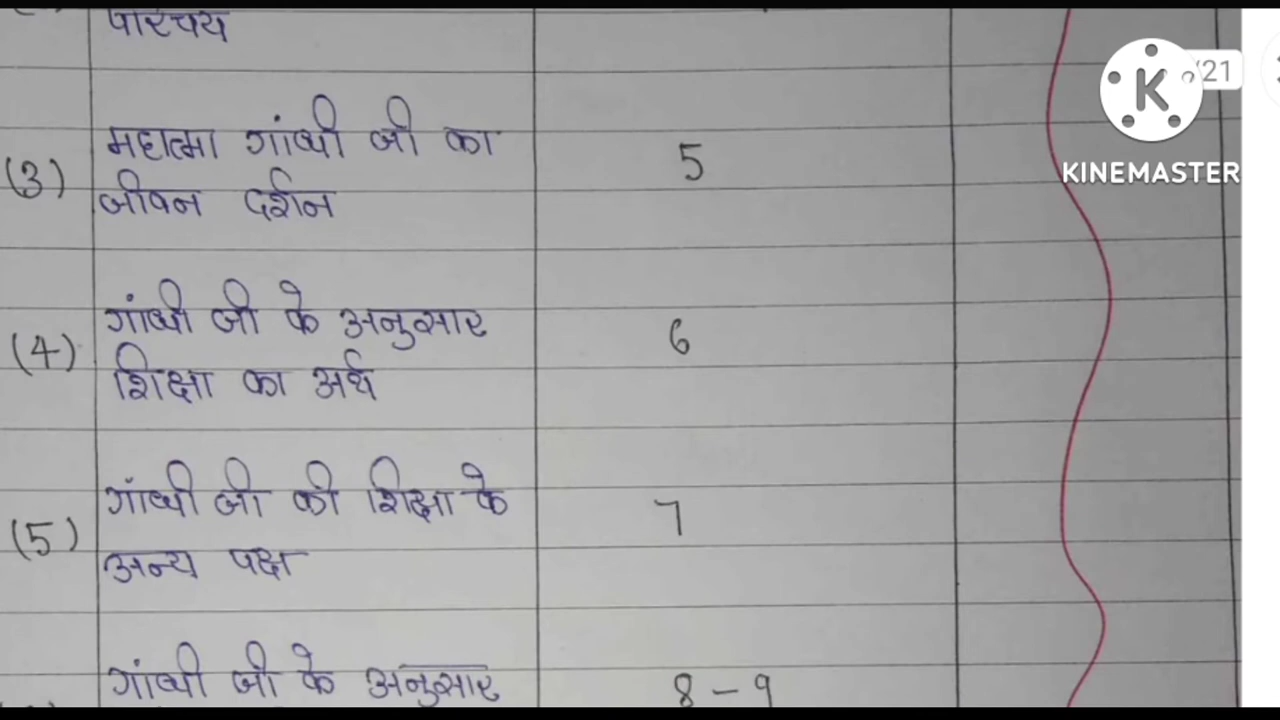 परिचय
/21
K
KINEMASTER
महात्मा गांधी जी का
(3) 5
जीवन दर्शन
गांधी जी के अनुसार
(4) 6
शिक्षा का अर्थ
गांधी जी की शिक्षा के
(5) 7
अन्य पक्ष
गांधी जी के अनुसार 8 - 9